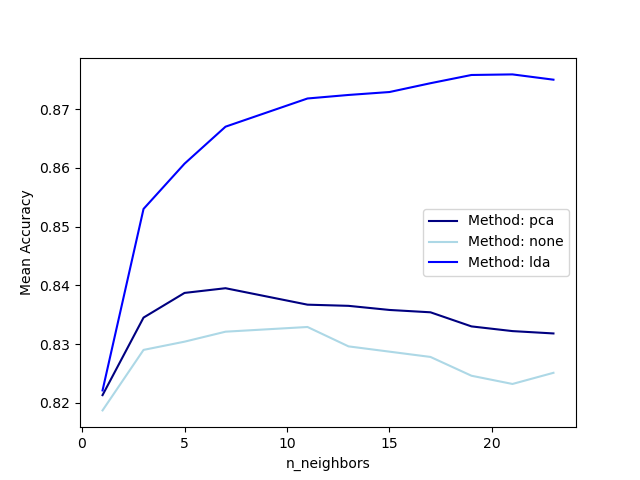 0.87
0.86
0.85
0.84
0.83
0.82
Mean Accuracy
Method: pca
Method: none
Method: lda
0 5 10 15 20
n_neighbors